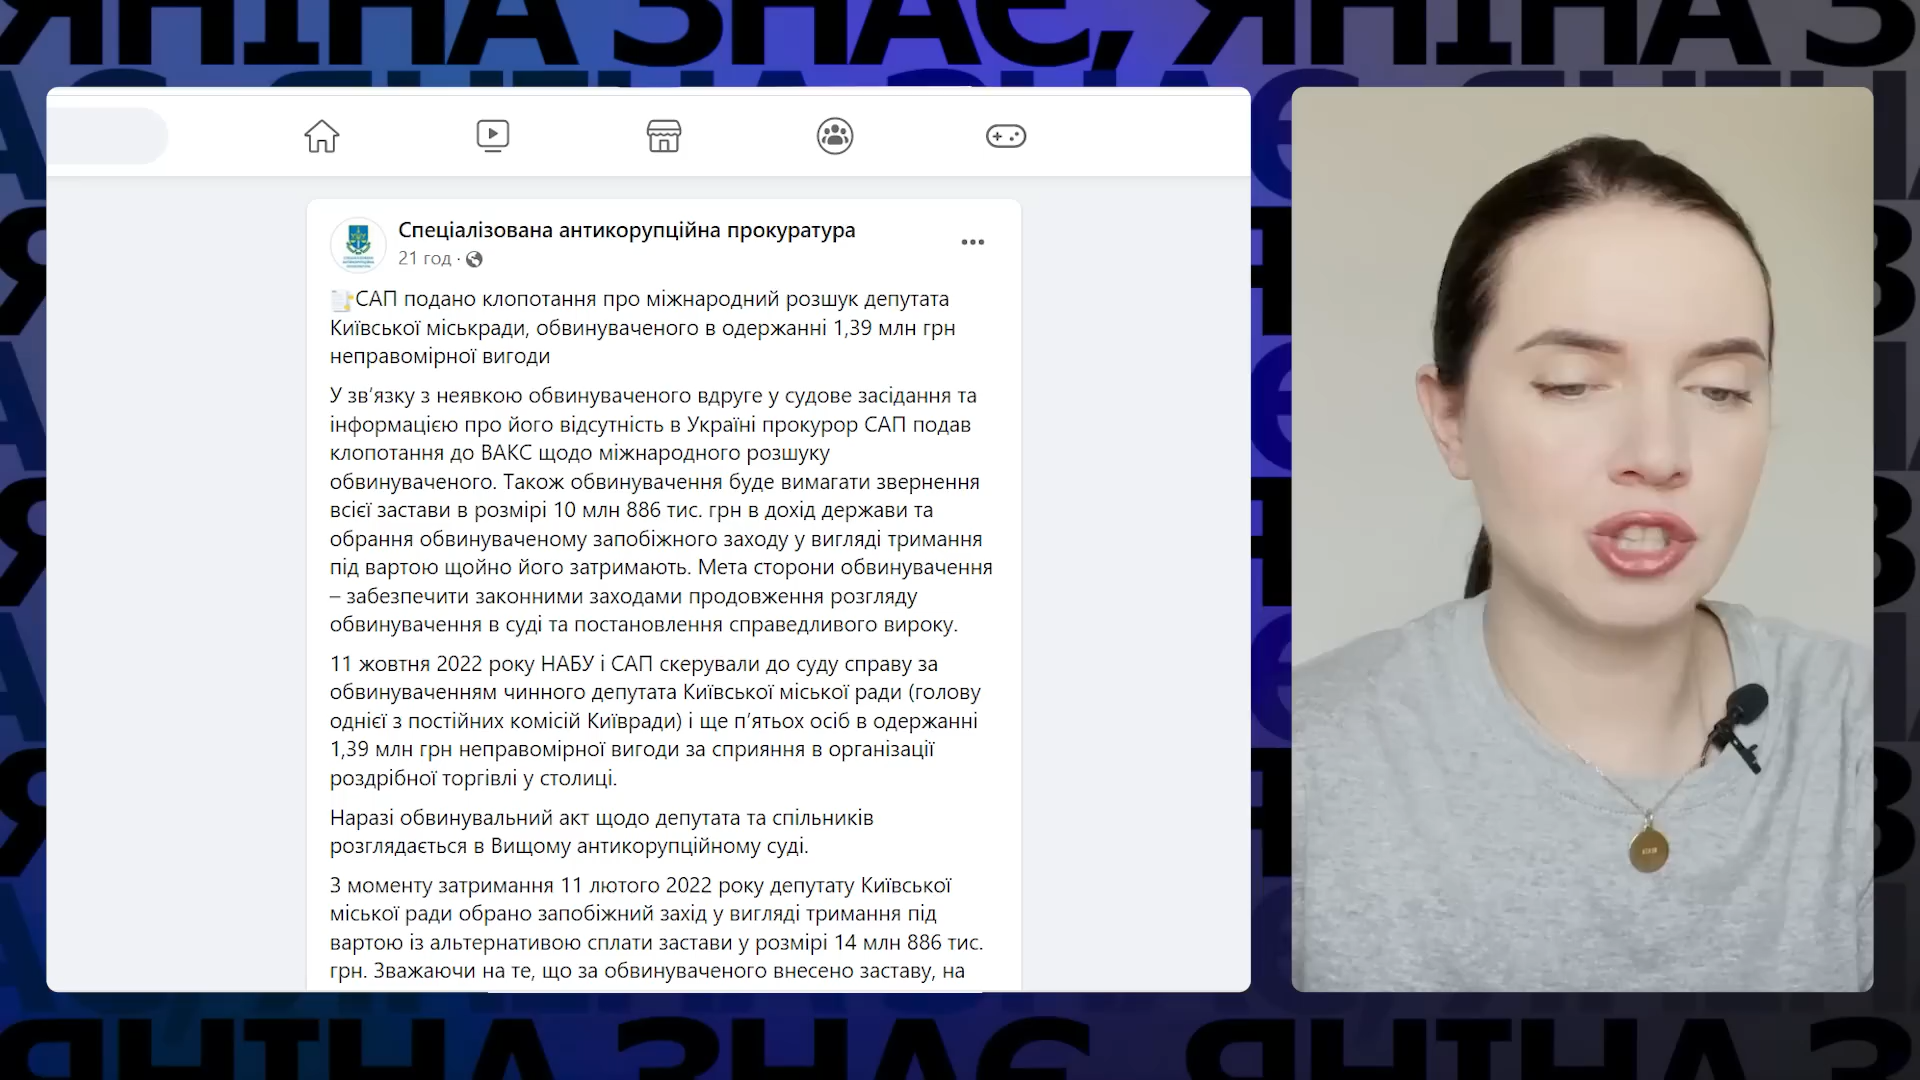 ЯНІНА ЗНАЄ, ЯНІНА З
Спеціалізована антикорупційна прокуратура
21 год ·
САП подано клопотання про міжнародний розшук депутата
Київської міськради, обвинуваченого в одержанні 1,39 млн грн
неправомірної вигоди
У зв’язку з неявкою обвинуваченого вдруге у судове засідання та
інформацією про його відсутність в Україні прокурор САП подав
клопотання до ВАКС щодо міжнародного розшуку
обвинуваченого. Також обвинувачення буде вимагати звернення
всієї застави в розмірі 10 млн 886 тис. грн в дохід держави та
обрання обвинуваченому запобіжного заходу у вигляді тримання
під вартою щойно його затримають. Мета сторони обвинувачення
– забезпечити законними заходами продовження розгляду
обвинувачення в суді та постановлення справедливого вироку.
11 жовтня 2022 року НАБУ і САП скерували до суду справу за
обвинуваченням чинного депутата Київської міської ради (голову
однієї з постійних комісій Київради) і ще п’ятьох осіб в одержанні
1,39 млн грн неправомірної вигоди за сприяння в організації
роздрібної торгівлі у столиці.
Наразі обвинувальний акт щодо депутата та спільників
розглядається в Вищому антикорупційному суді.
З моменту затримання 11 лютого 2022 року депутату Київської
міської ради обрано запобіжний захід у вигляді тримання під
вартою із альтернативою сплати застави у розмірі 14 млн 886 тис.
грн. Зважаючи на те, що за обвинуваченого внесено заставу, на
ЯНІНА ЗНАЄ, ЯНІНА З